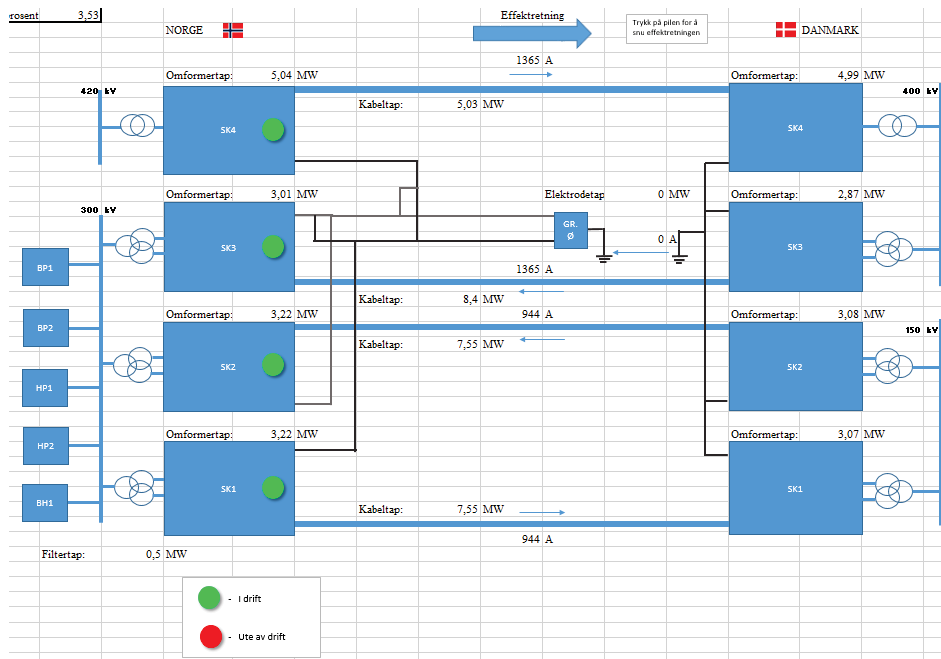 rosent 3,53
Effektretning
Trykk på pilen for å
snu effektretningen
NORGE
DANMARK
1365 A
Omformertap: 5,04 MW
Omformertap: 4,99 MW
420 kV
400 kV
Kabeltap: 5,03 MW
SK4
SK4
Omformertap: 3,01 MW
Elektrodetap 0 MW
Omformertap: 2,87 MW
300 kV
GR.
Ø
0 A
SK3
SK3
BP1
1365 A
Kabeltap: 8,4 MW
944 A
Omformertap: 3,22 MW
Omformertap: 3,08 MW
BP2
150 kV
Kabeltap: 7,55 MW
SK2
SK2
HP1
Omformertap: 3,22 MW
Omformertap: 3,07 MW
HP2
SK1
SK1
BH1
Kabeltap: 7,55 MW
944 A
Filtertap: 0,5 MW
- I drift
- Ute av drift